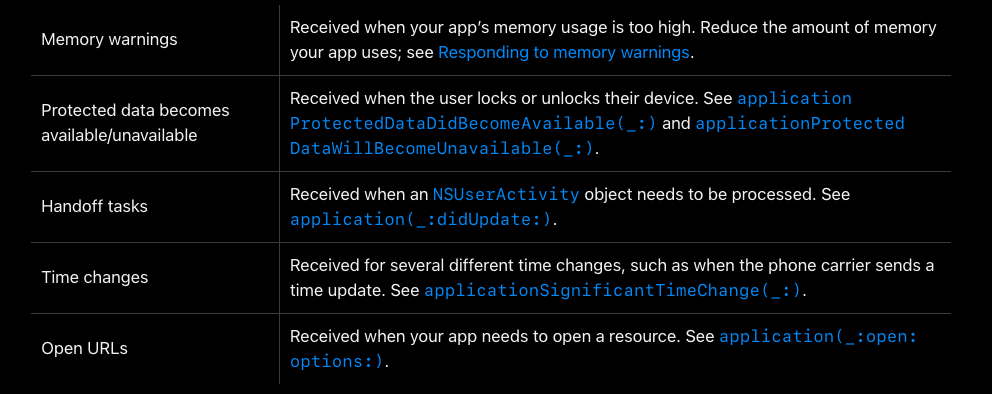 Memory warnings
Received when your app’s memory usage is too high. Reduce the amount of memory
your app uses; see Responding to memory warnings.
Protected data becomes
available/unavailable
Received when the user locks or unlocks their device. See application
ProtectedDataDidBecomeAvailable(_:) and applicationProtected
DataWillBecomeUnavailable(_:).
Handoff tasks
Received when an NSUserActivity object needs to be processed. See
application(_:didUpdate:).
Time changes
Received for several different time changes, such as when the phone carrier sends a
time update. See applicationSignificantTimeChange(_:).
Open URLs
Received when your app needs to open a resource. See application(_:open:
options:).